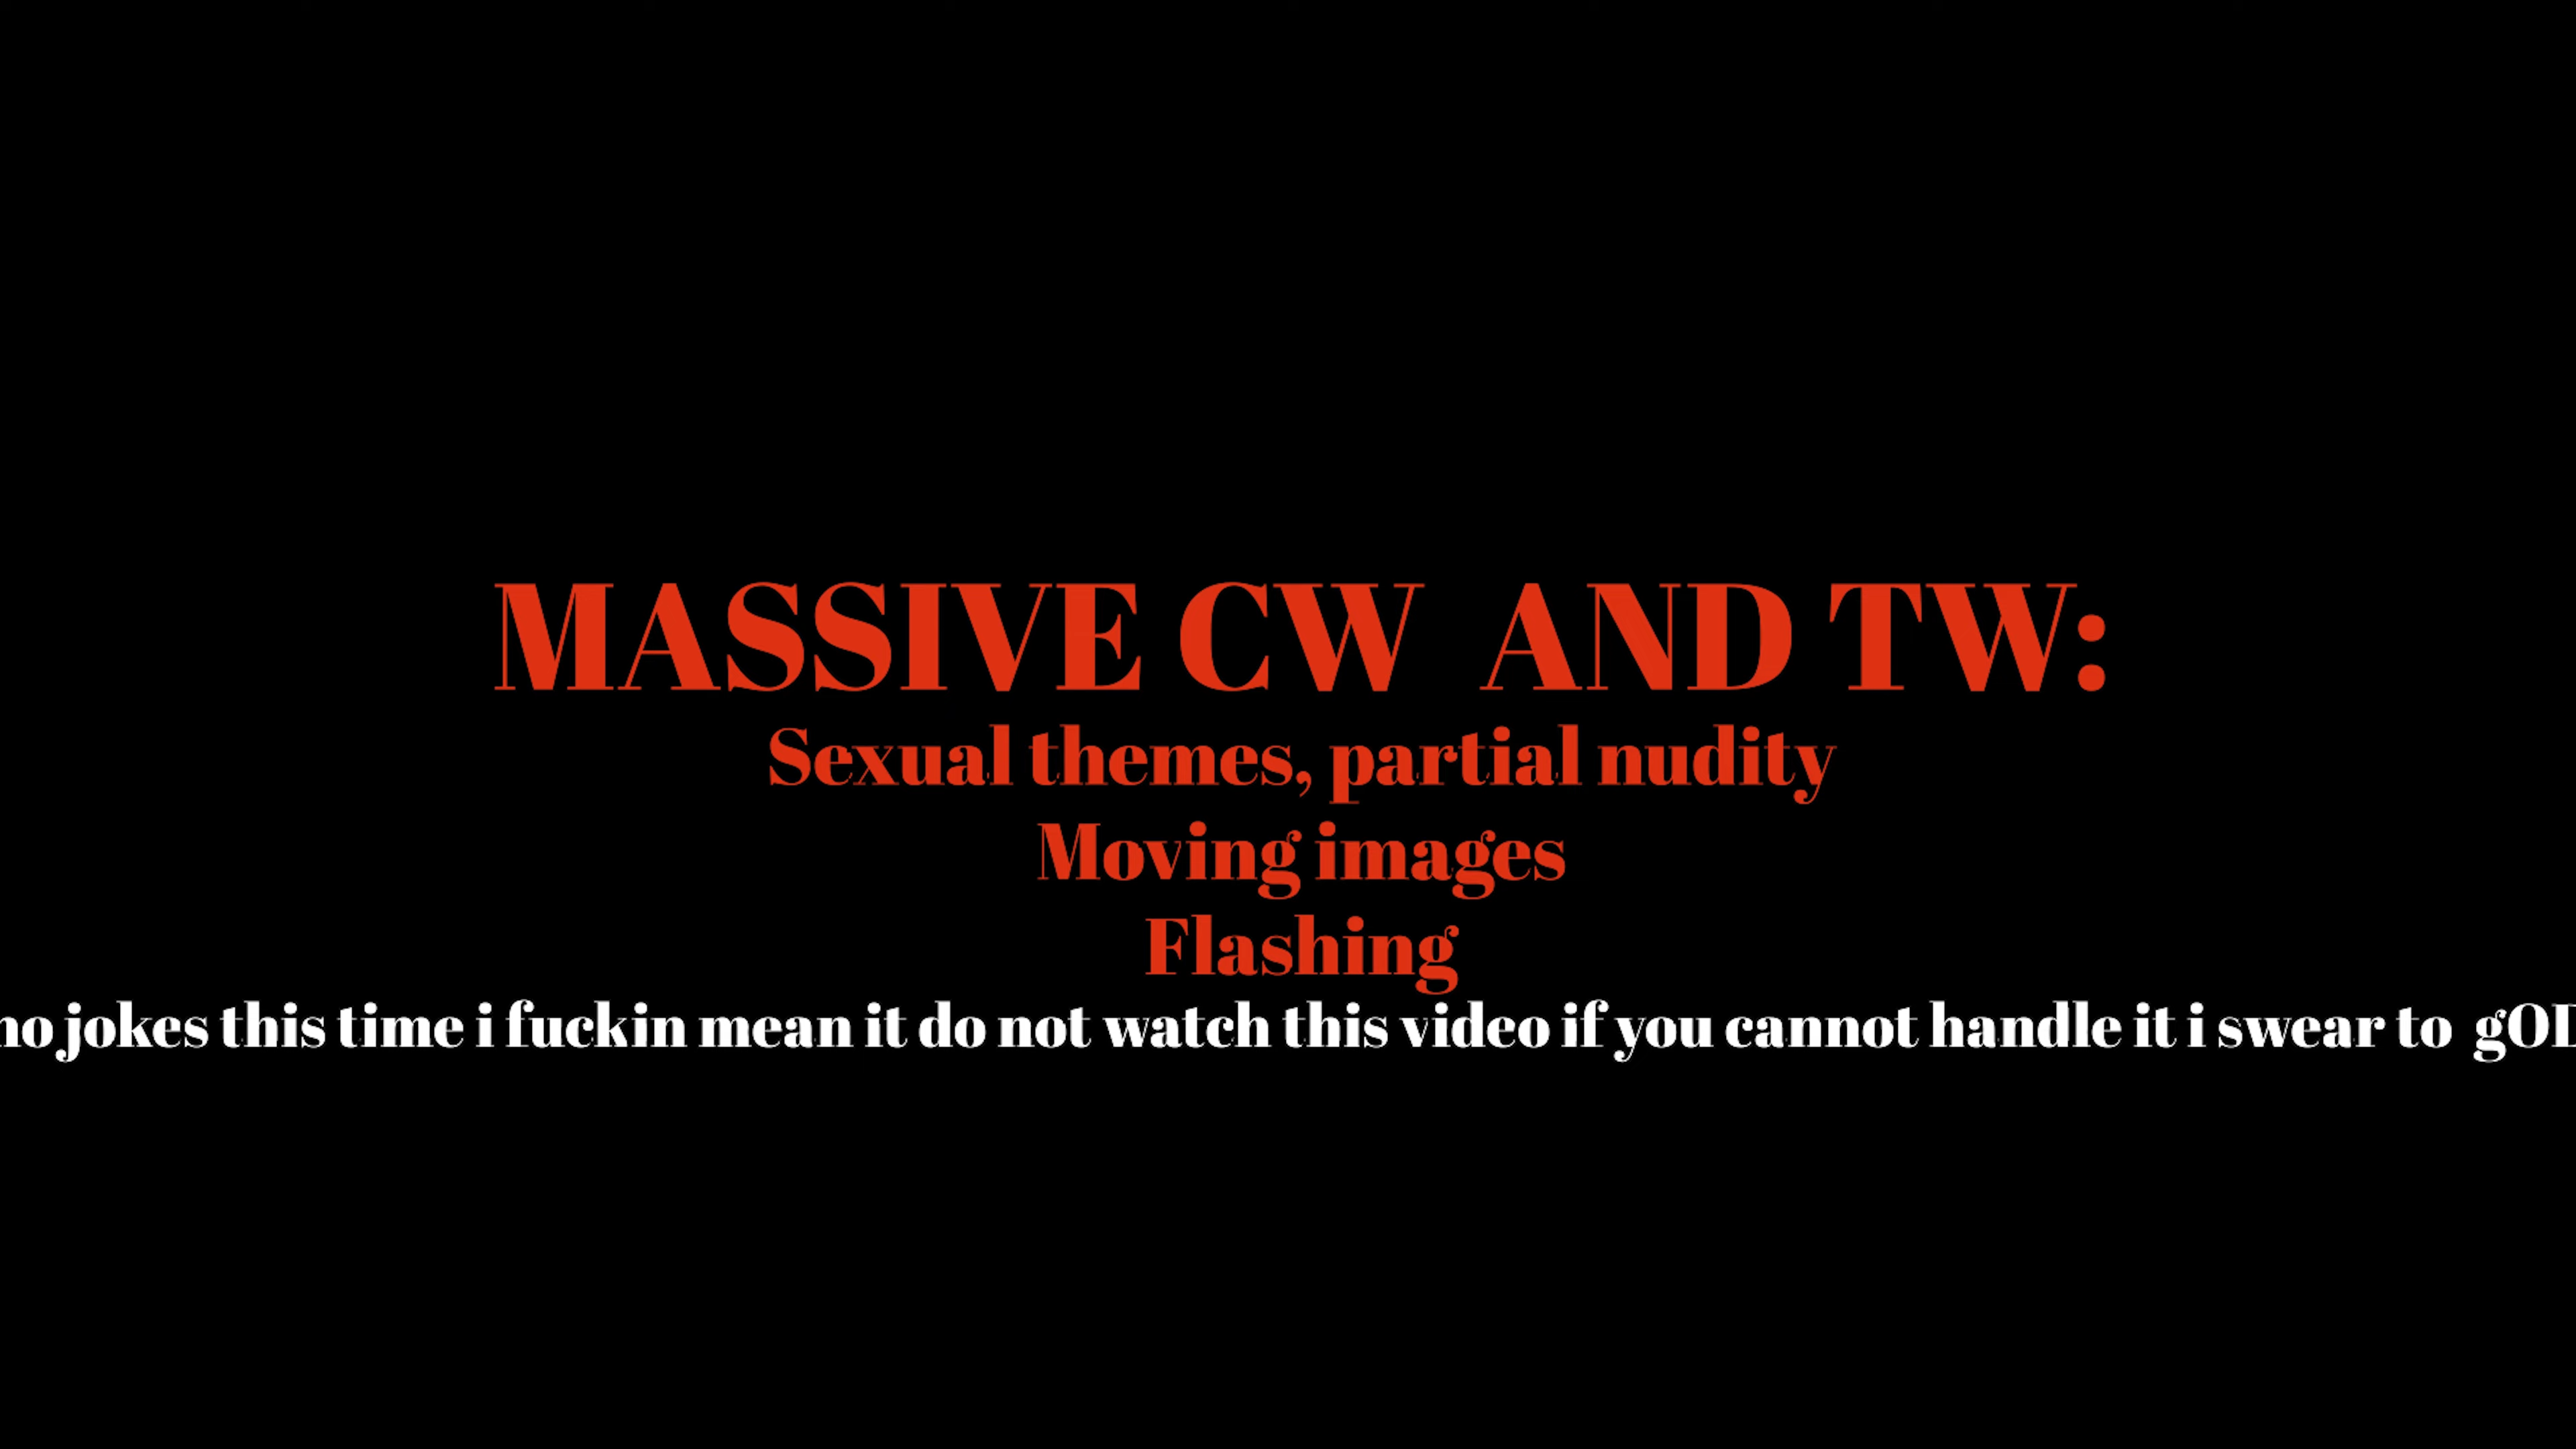 MASSIVE CW AND TW:
Sexual themes, partial nudity
Moving images
Flashing
no jokes this time i fuckin mean it do not watch this video if you cannot handle it i swear to gOD